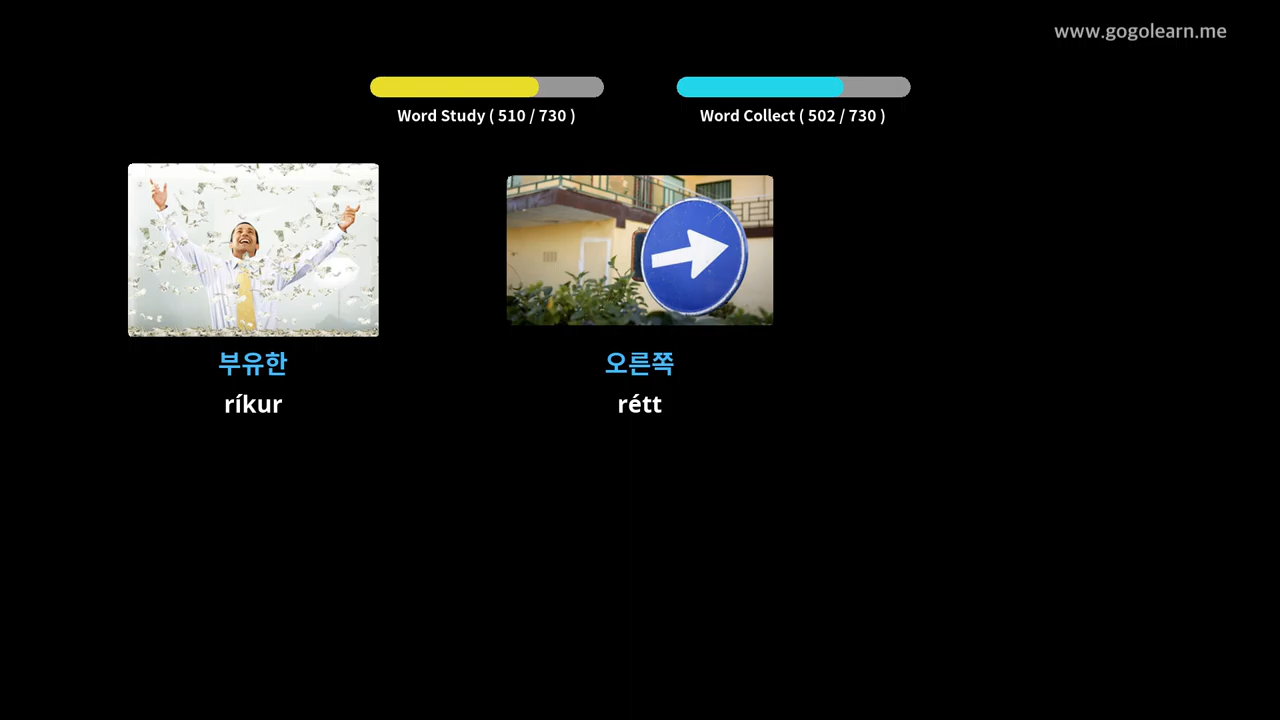 www.gogolearn.me
Word Study ( 510 / 730 )
Word Collect ( 502 / 730 )
부유한
ríkur
오른쪽
rétt